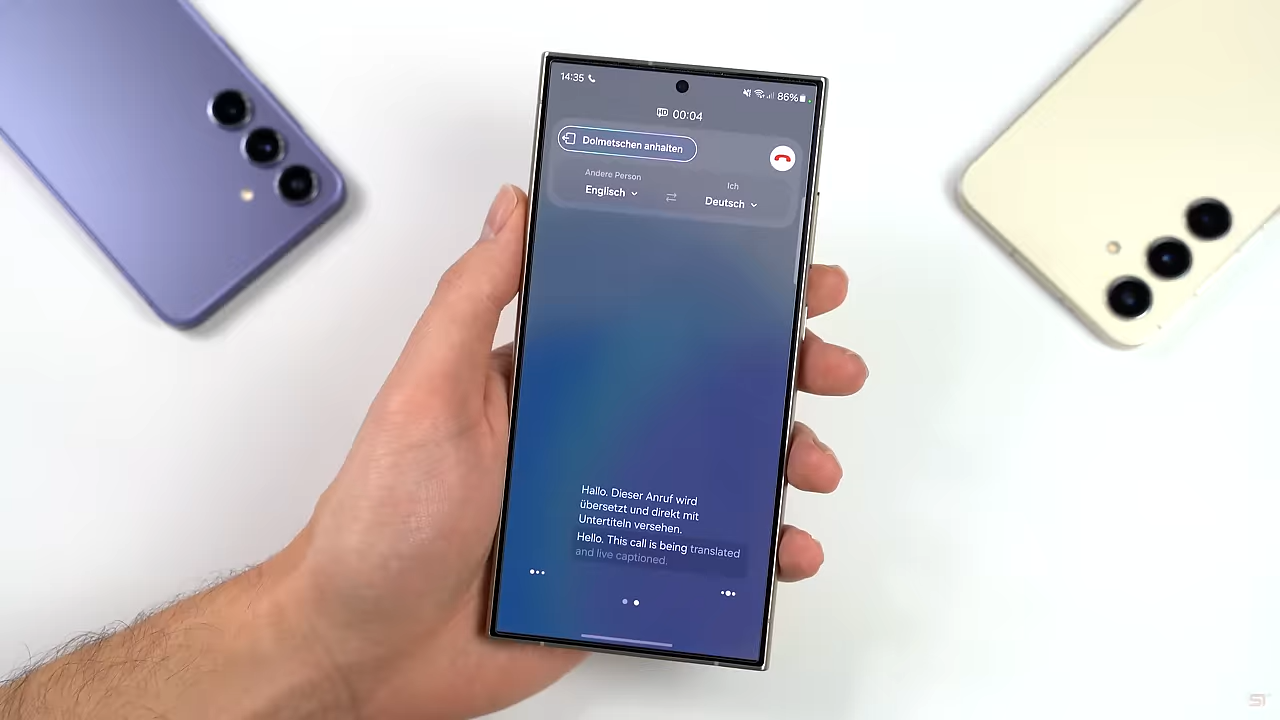 14:35
86%
HD 00:04
Dolmetschen anhalten
Andere Person
Ich
Englisch
Deutsch
Hallo. Dieser Anruf wird
übersetzt und direkt mit
Untertiteln versehen.
Hello. This call is being translated
and live captioned.